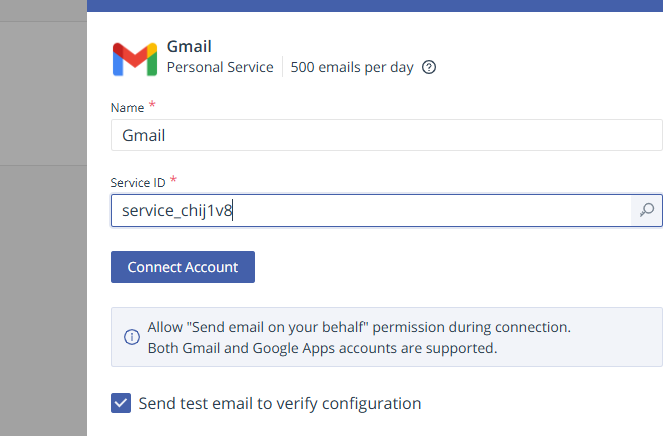 Gmail
Personal Service 500 emails per day ?
Name *
Gmail
Service ID *
service_chij1v8
Connect Account
Allow "Send email on your behalf" permission during connection.
Both Gmail and Google Apps accounts are supported.
Send test email to verify configuration